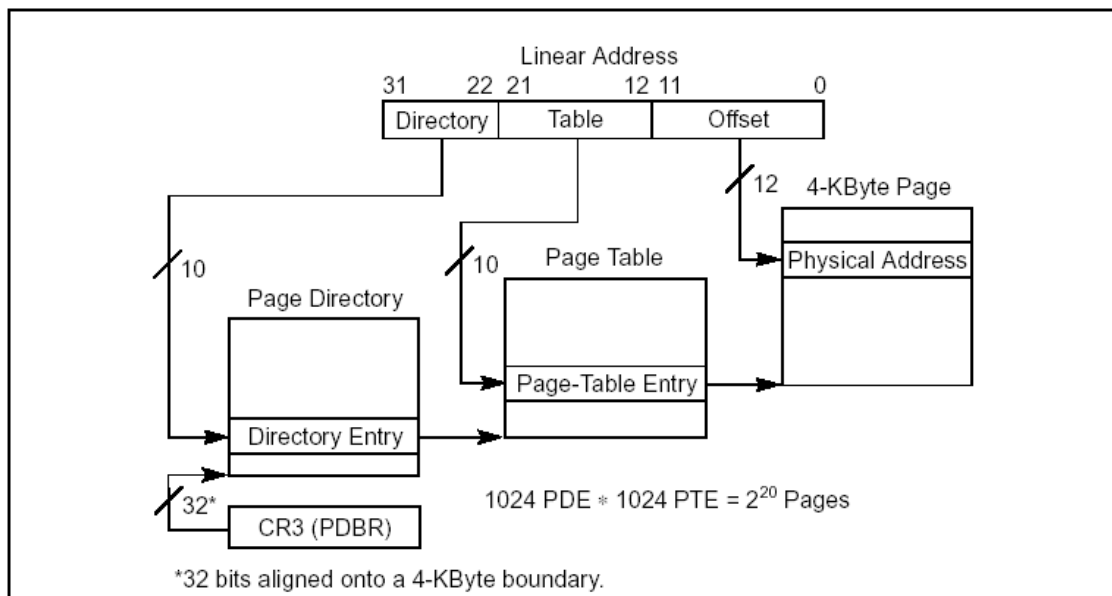 Linear Address
31 22 21 12 11 0
Directory Table Offset
12
4-KByte Page
Physical Address
10
10
Page Table
Page-Table Entry
Page Directory
Directory Entry
32*
CR3 (PDBR)
1024 PDE * 1024 PTE = 2²⁰ Pages
*32 bits aligned onto a 4-KByte boundary.